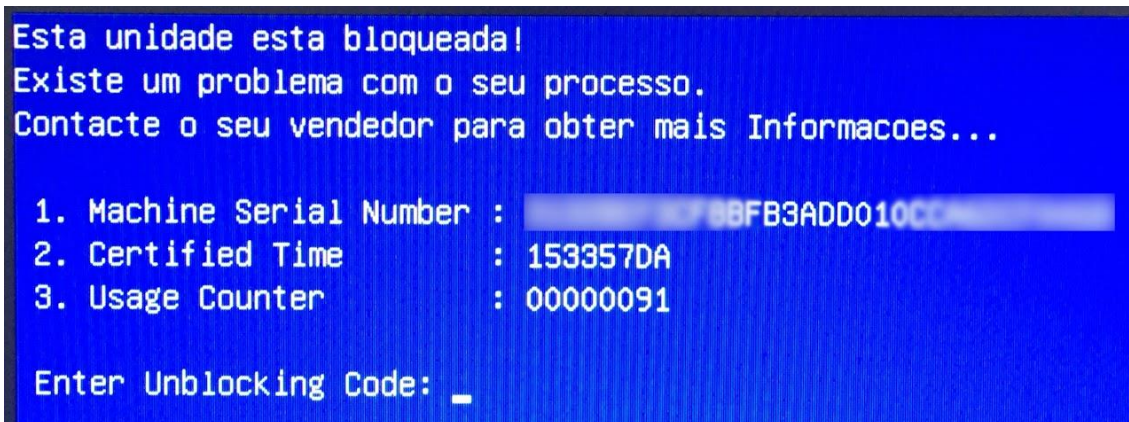 Esta unidade esta bloqueada!
Existe um problema com o seu processo.
Contacte o seu vendedor para obter mais Informacoes...
1. Machine Serial Number :
2. Certified Time : 153357DA
3. Usage Counter : 00000091
Enter Unblocking Code: _